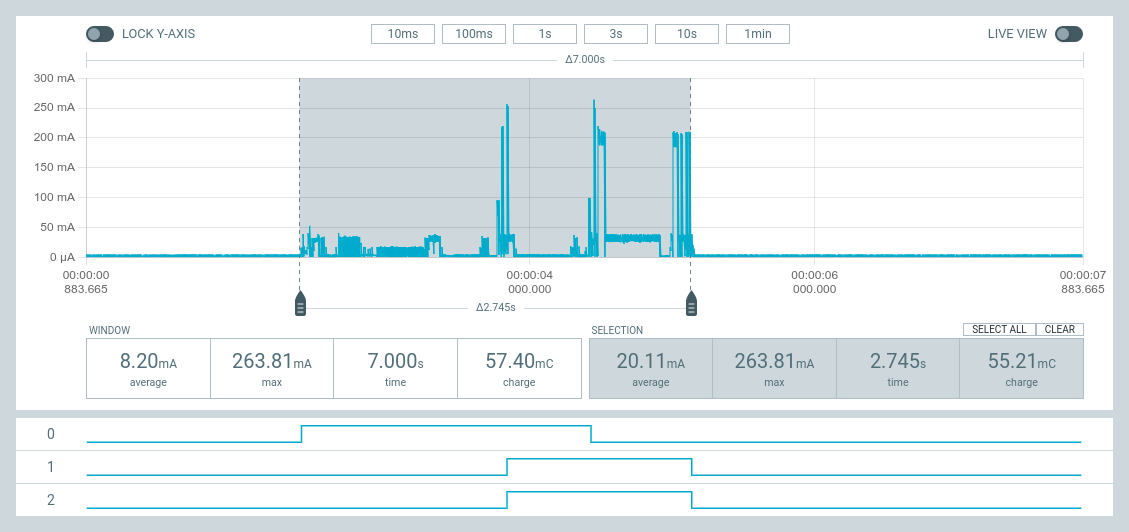 LOCK Y-AXIS 10ms 100ms 1s 3s 10s 1min LIVE VIEW
Δ7.000s
300 mA
250 mA
200 mA
150 mA
100 mA
50 mA
0 µA
00:00:00 00:00:04 00:00:06 00:00:07
883.665 000.000 000.000 883.665
Δ2.745s
WINDOW SELECTION SELECT ALL CLEAR
8.20mA 263.81mA 7.000s 57.40mC 20.11mA 263.81mA 2.745s 55.21mC
average max time charge average max time charge
0
1
2